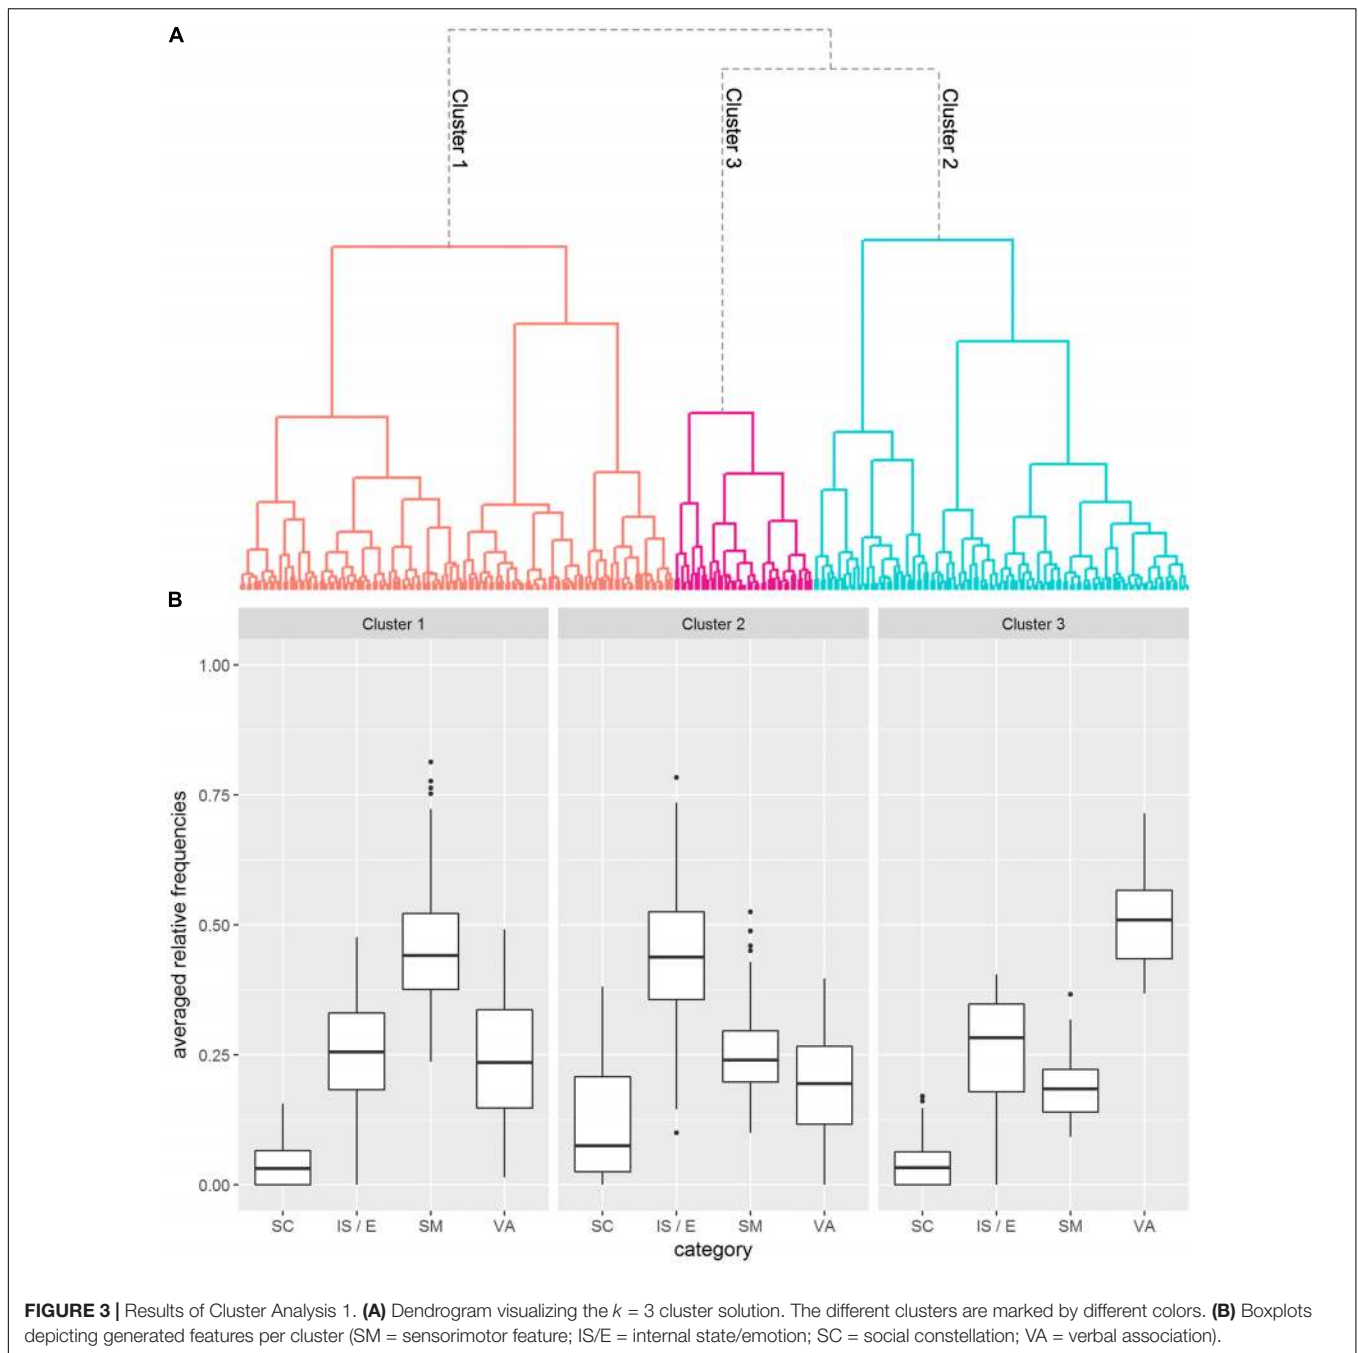 A
Cluster 1
Cluster 3
Cluster 2
B
Cluster 1
Cluster 2
Cluster 3
averaged relative frequencies
1.00
0.75
0.50
0.25
0.00
SC IS / E SM VA
SC IS / E SM VA
SC IS / E SM VA
category
FIGURE 3 | Results of Cluster Analysis 1. (A) Dendrogram visualizing the k = 3 cluster solution. The different clusters are marked by different colors. (B) Boxplots
depicting generated features per cluster (SM = sensorimotor feature; IS/E = internal state/emotion; SC = social constellation; VA = verbal association).